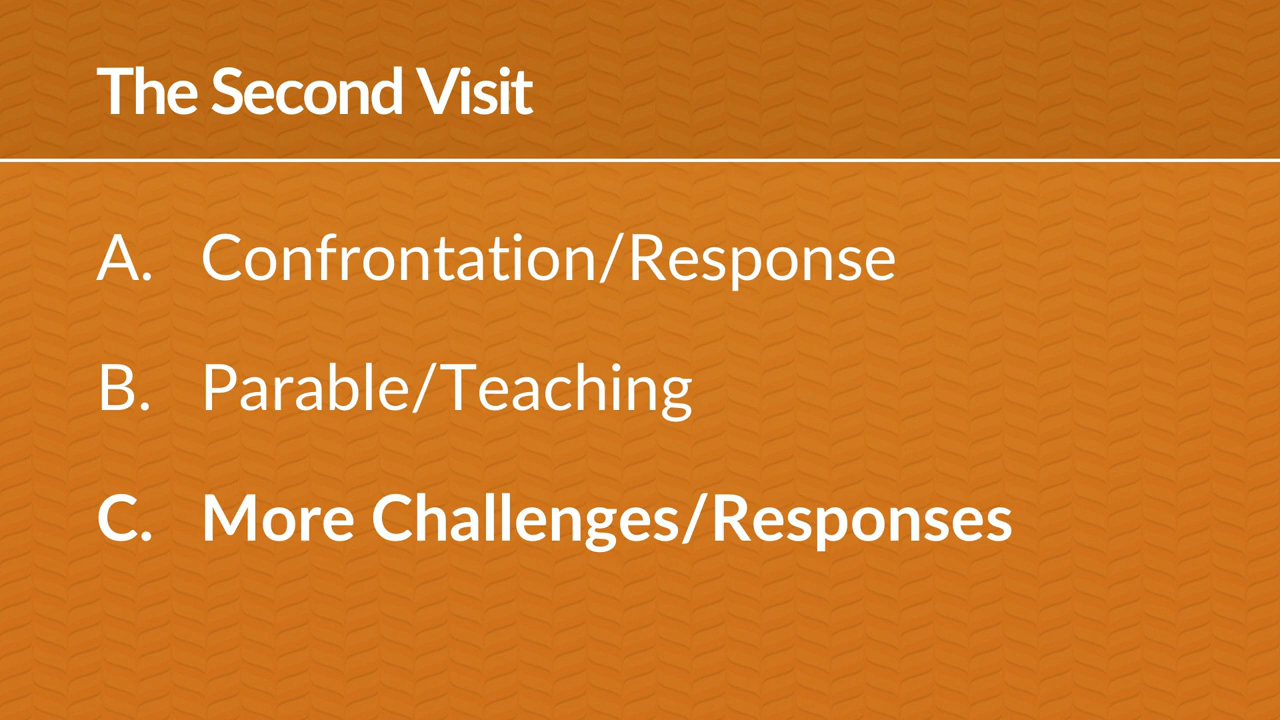 The Second Visit
A. Confrontation/Response
B. Parable/Teaching
C. More Challenges/Responses